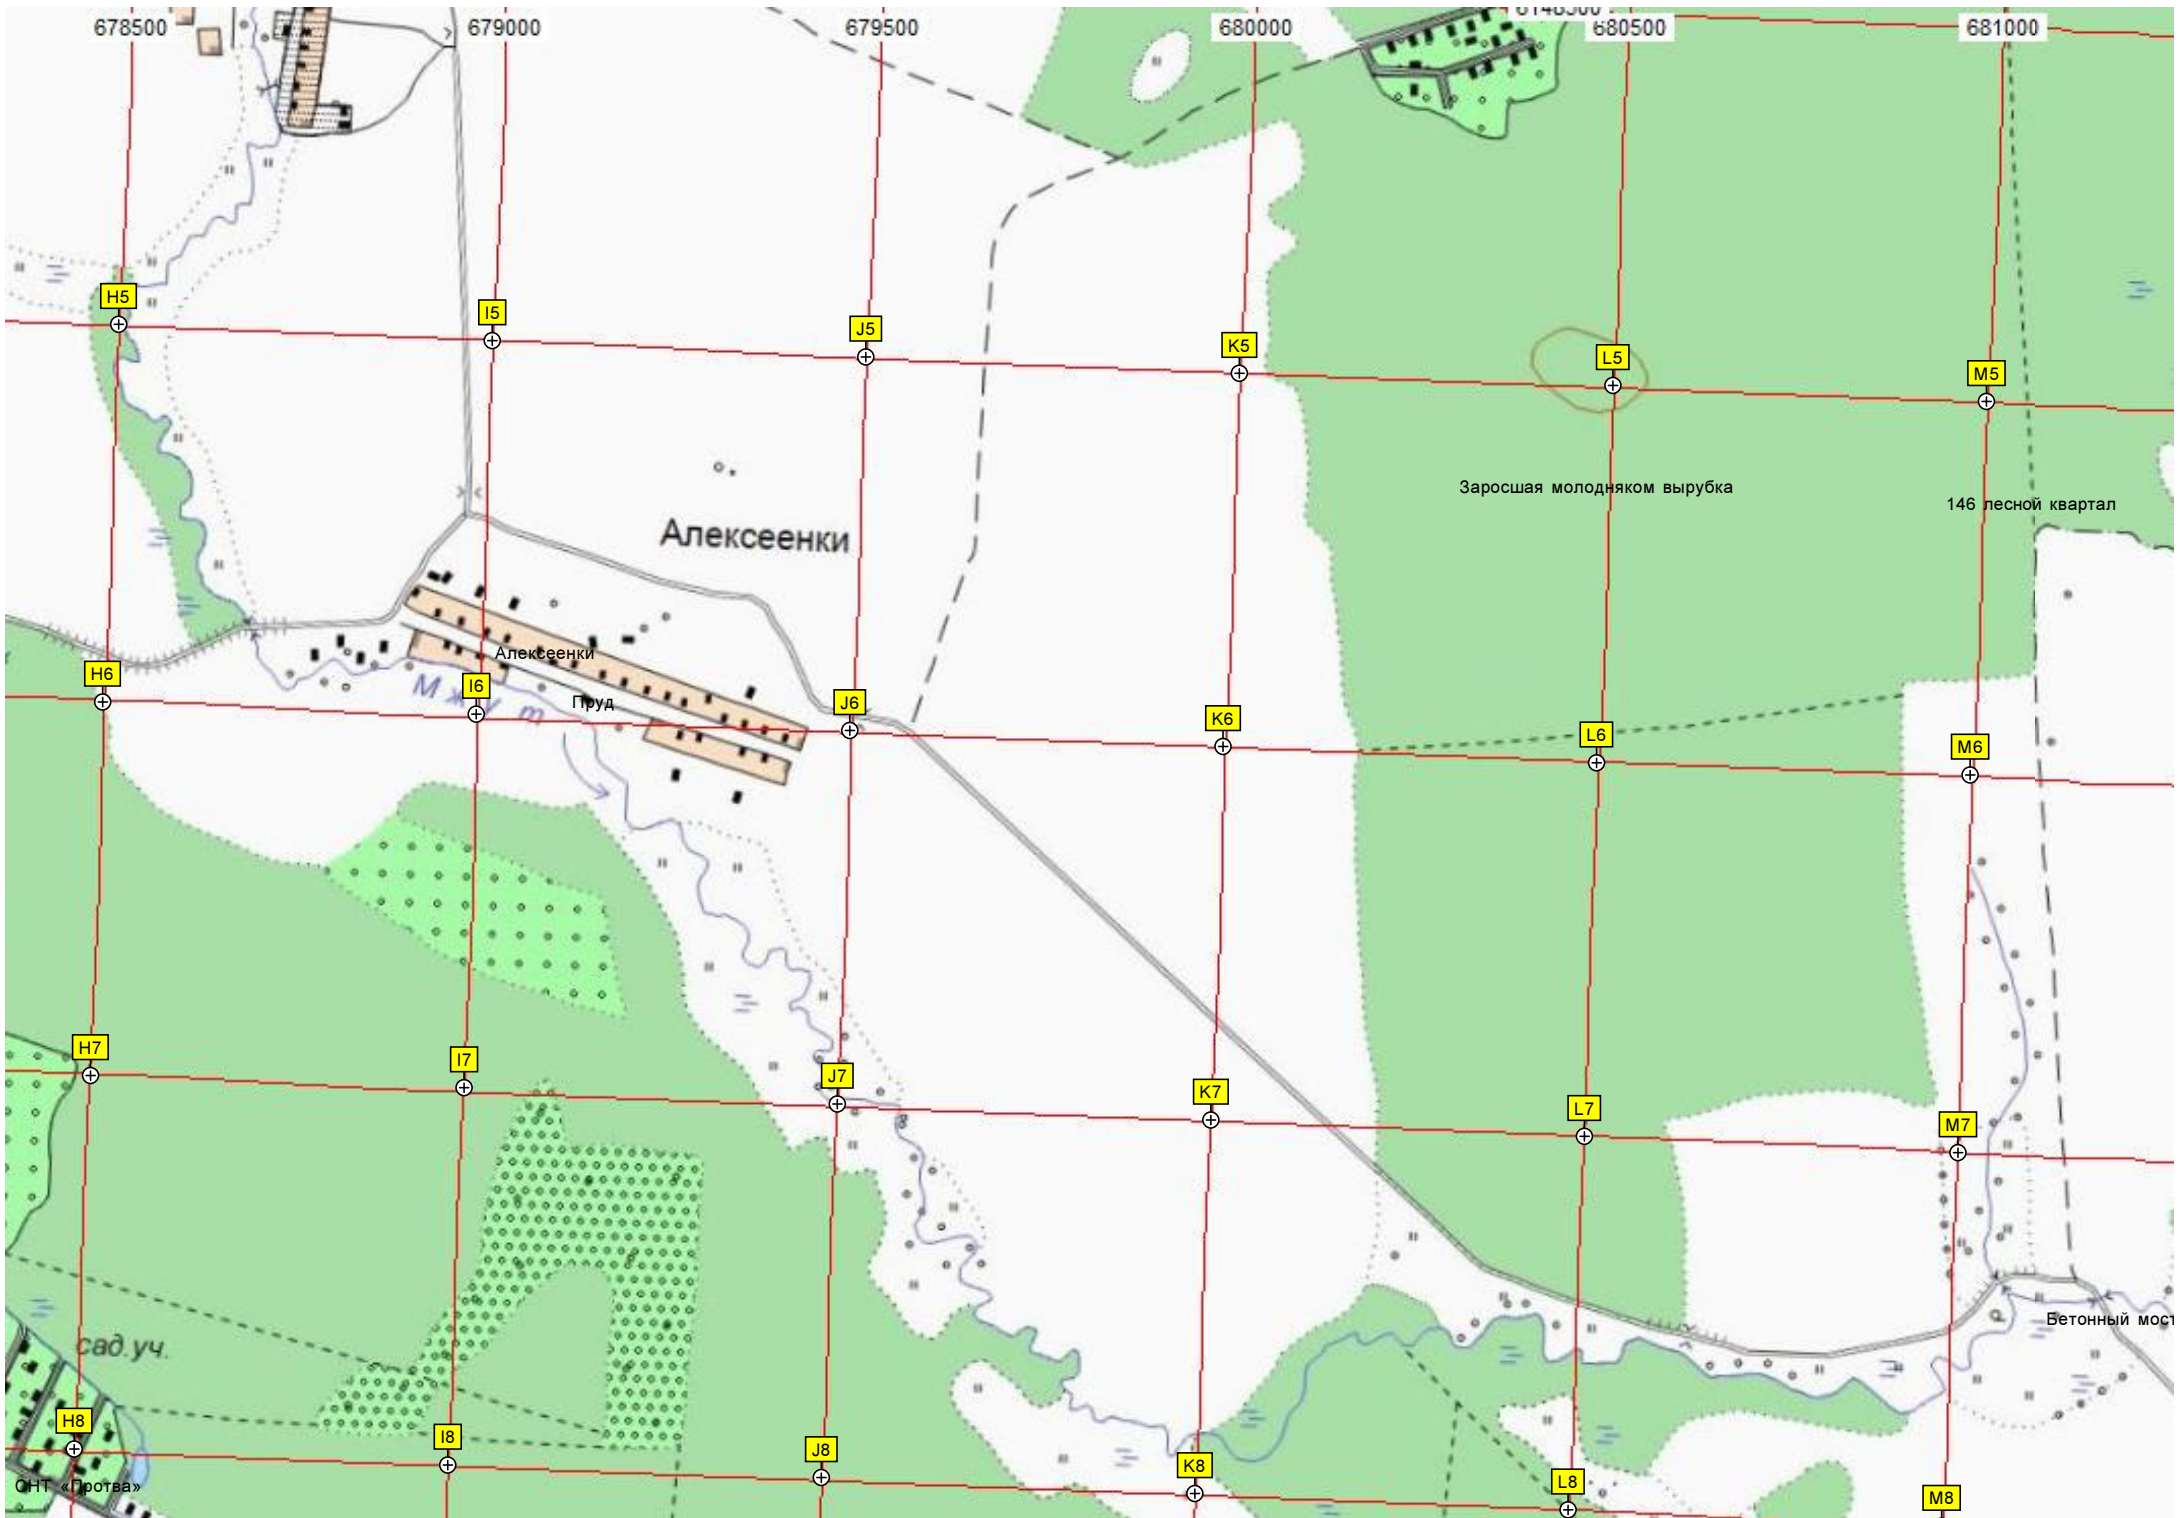 6148500
678500 679000 679500 680000 680500 681000
H5
I5
J5
K5
L5
M5
Заросшая молодняком вырубка
146 лесной квартал
Алексеенки
Алексеенки
H6
I6
Мжут
Пруд
J6
K6
L6
M6
H7
I7
J7
K7
L7
M7
Бетонный мост
сад.уч.
H8
I8
J8
K8
L8
M8
СНТ «Протва»